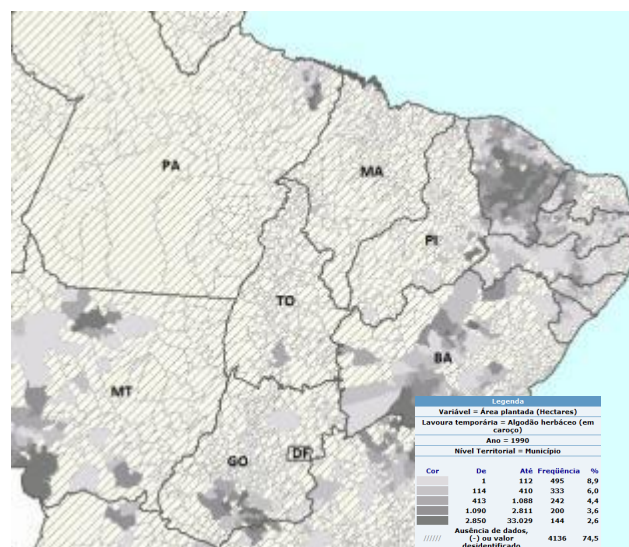 PA
MA
PI
TO
BA
MT
GO
DF
Legenda
Variável = Área plantada (Hectares)
Lavoura temporária = Algodão herbáceo (em
caroço)
Ano = 1990
Nível Territorial = Município
Cor De Até Freqüência %
1 112 495 8,9
114 410 333 6,0
413 1.088 242 4,4
1.090 2.811 200 3,6
2.850 33.029 144 2,6
Ausência de dados,
(-) ou valor 4136 74,5
desidentificado